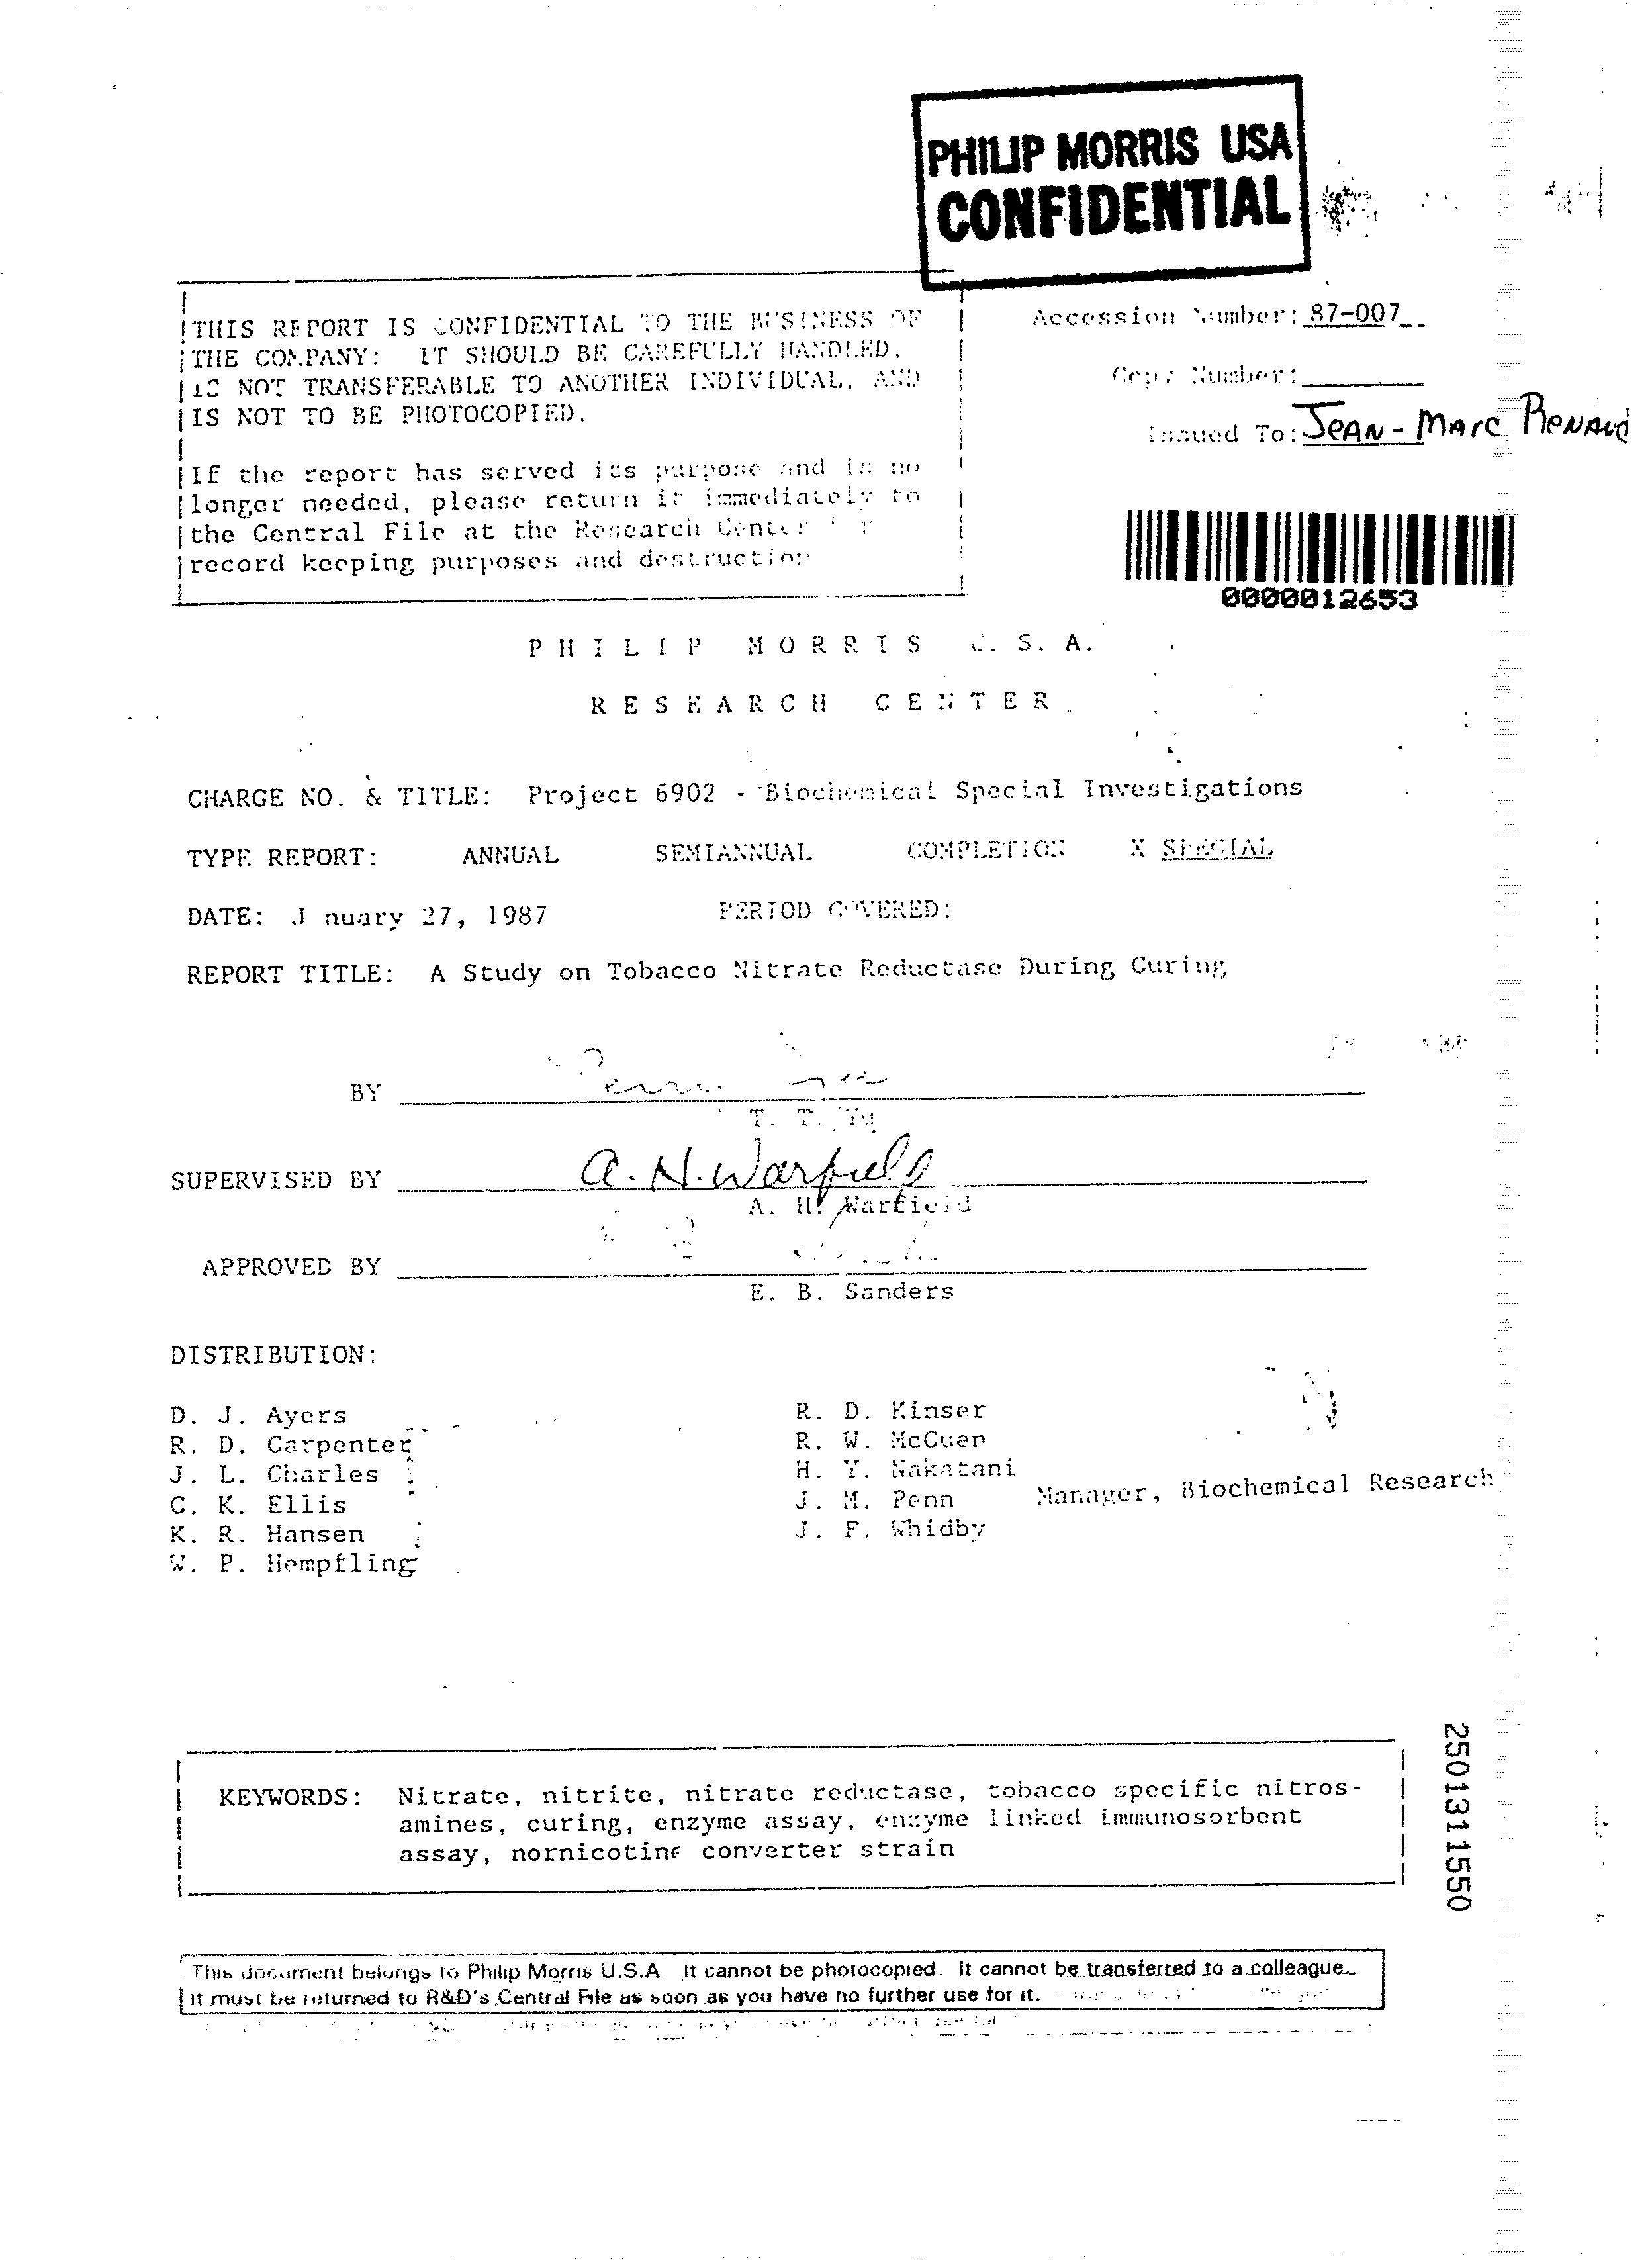 PHILIP MORRIS USA
CONFIDENTIAL
THIS REPORT IS CONFIDENTIAL TO THE BUSINESS OF
THE COMPANY: IT SHOULD BE CAREFULLY HANDLED,
IS NOT TRANSFERABLE TO ANOTHER INDIVIDUAL, AND
IS NOT TO BE PHOTOCOPIED.
If the report has served its purpose and is no
longer needed, please return it immediately to
the Central File at the Research Center
record keeping purposes and destruction
Accession Number: 87-007
Copy Number:
Issued To: JEAN-MARC RENAUD
0000012653
PHILIP MORRIS U.S.A.
RESEARCH CENTER
CHARGE NO. & TITLE: Project 6902 - Biochemical Special Investigations
TYPE REPORT: ANNUAL SEMIANNUAL COMPLETION X SPECIAL
DATE: J nuary 27, 1987 PERIOD COVERED:
REPORT TITLE: A Study on Tobacco Nitrate Reductase During Curing
BY
T. T. Yu
SUPERVISED BY A. H. Warfield
A. H. Warfield
APPROVED BY
E. B. Sanders
DISTRIBUTION:
D. J. Ayers
R. D. Carpenter
J. L. Charles
C. K. Ellis
K. R. Hansen
W. P. Hempfling
R. D. Kinser
R. W. McCuen
H. Y. Nakatani
J. M. Penn Manager, Biochemical Research
J. F. Whidby
KEYWORDS: Nitrate, nitrite, nitrate reductase, tobacco specific nitros-
amines, curing, enzyme assay, enzyme linked immunosorbent
assay, nornicotine converter strain
2501311550
This document belongs to Philip Morris U.S.A. It cannot be photocopied. It cannot be transferred to a colleague.
It must be returned to R&D's Central File as soon as you have no further use for it.